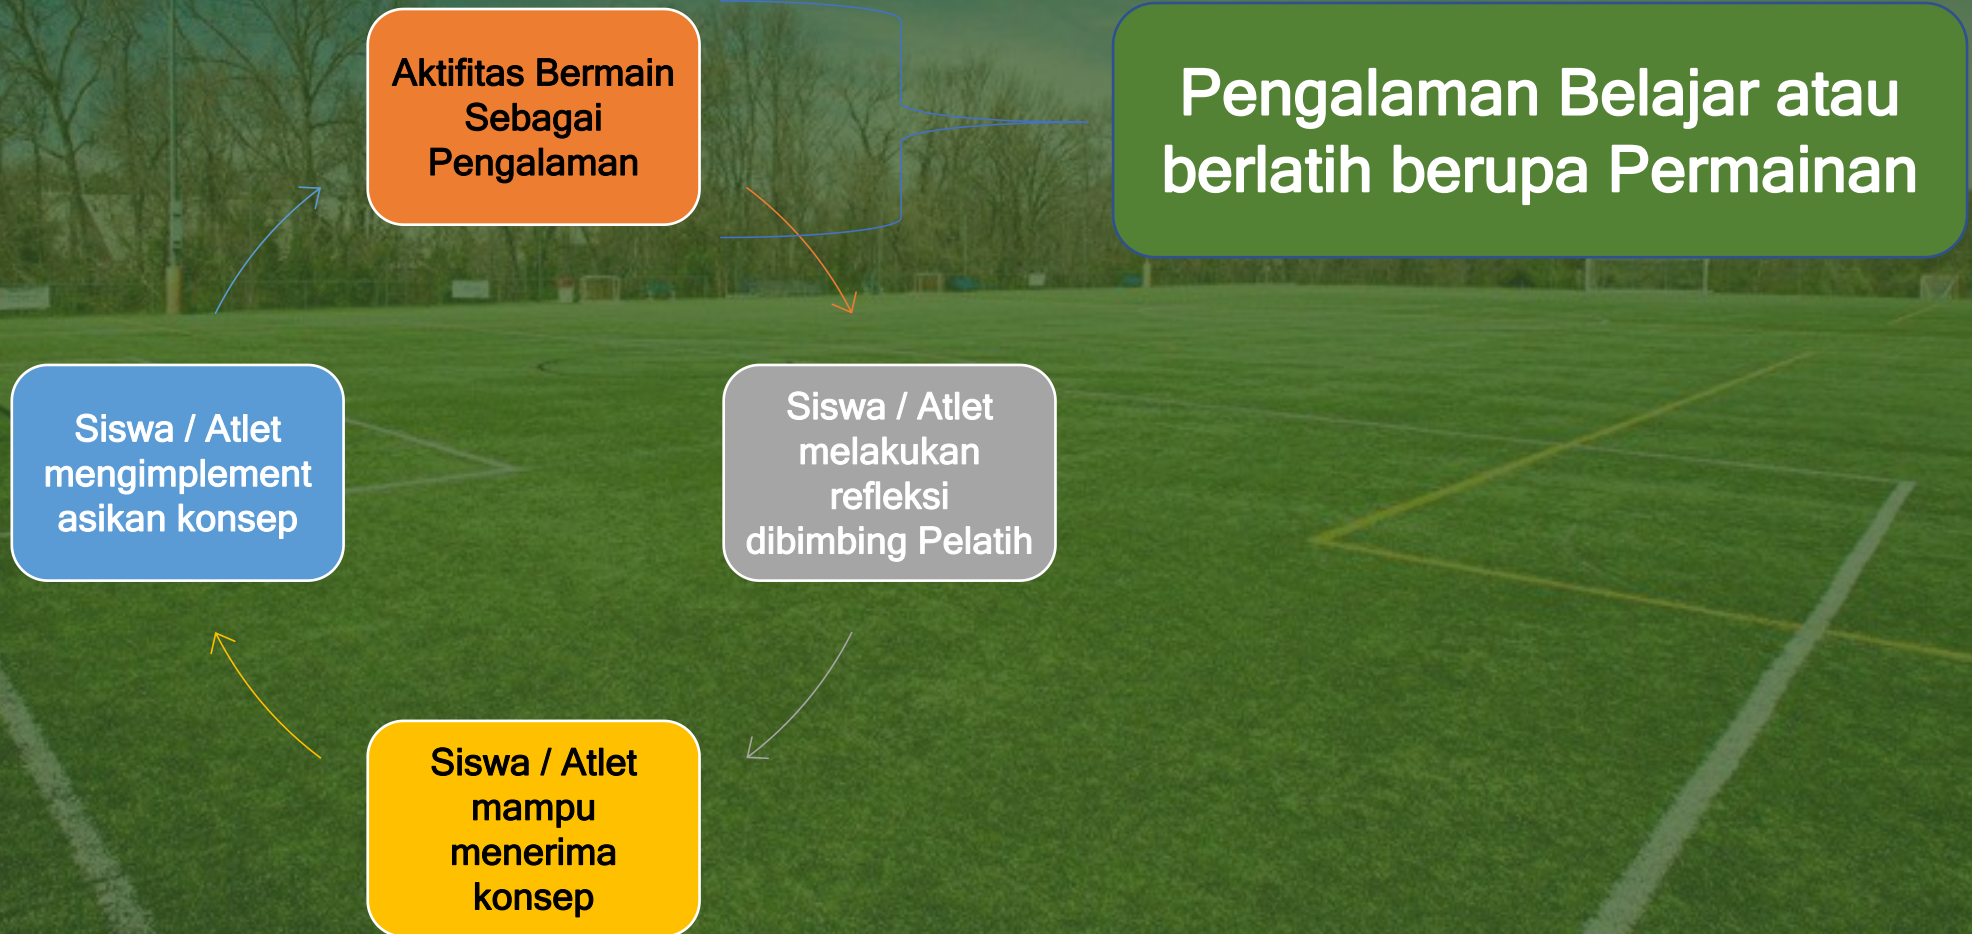 Aktifitas Bermain
Sebagai
Pengalaman
Pengalaman Belajar atau
berlatih berupa Permainan
Siswa / Atlet
melakukan
refleksi
dibimbing Pelatih
Siswa / Atlet
mampu
menerima
konsep
Siswa / Atlet
mengimplement
asikan konsep